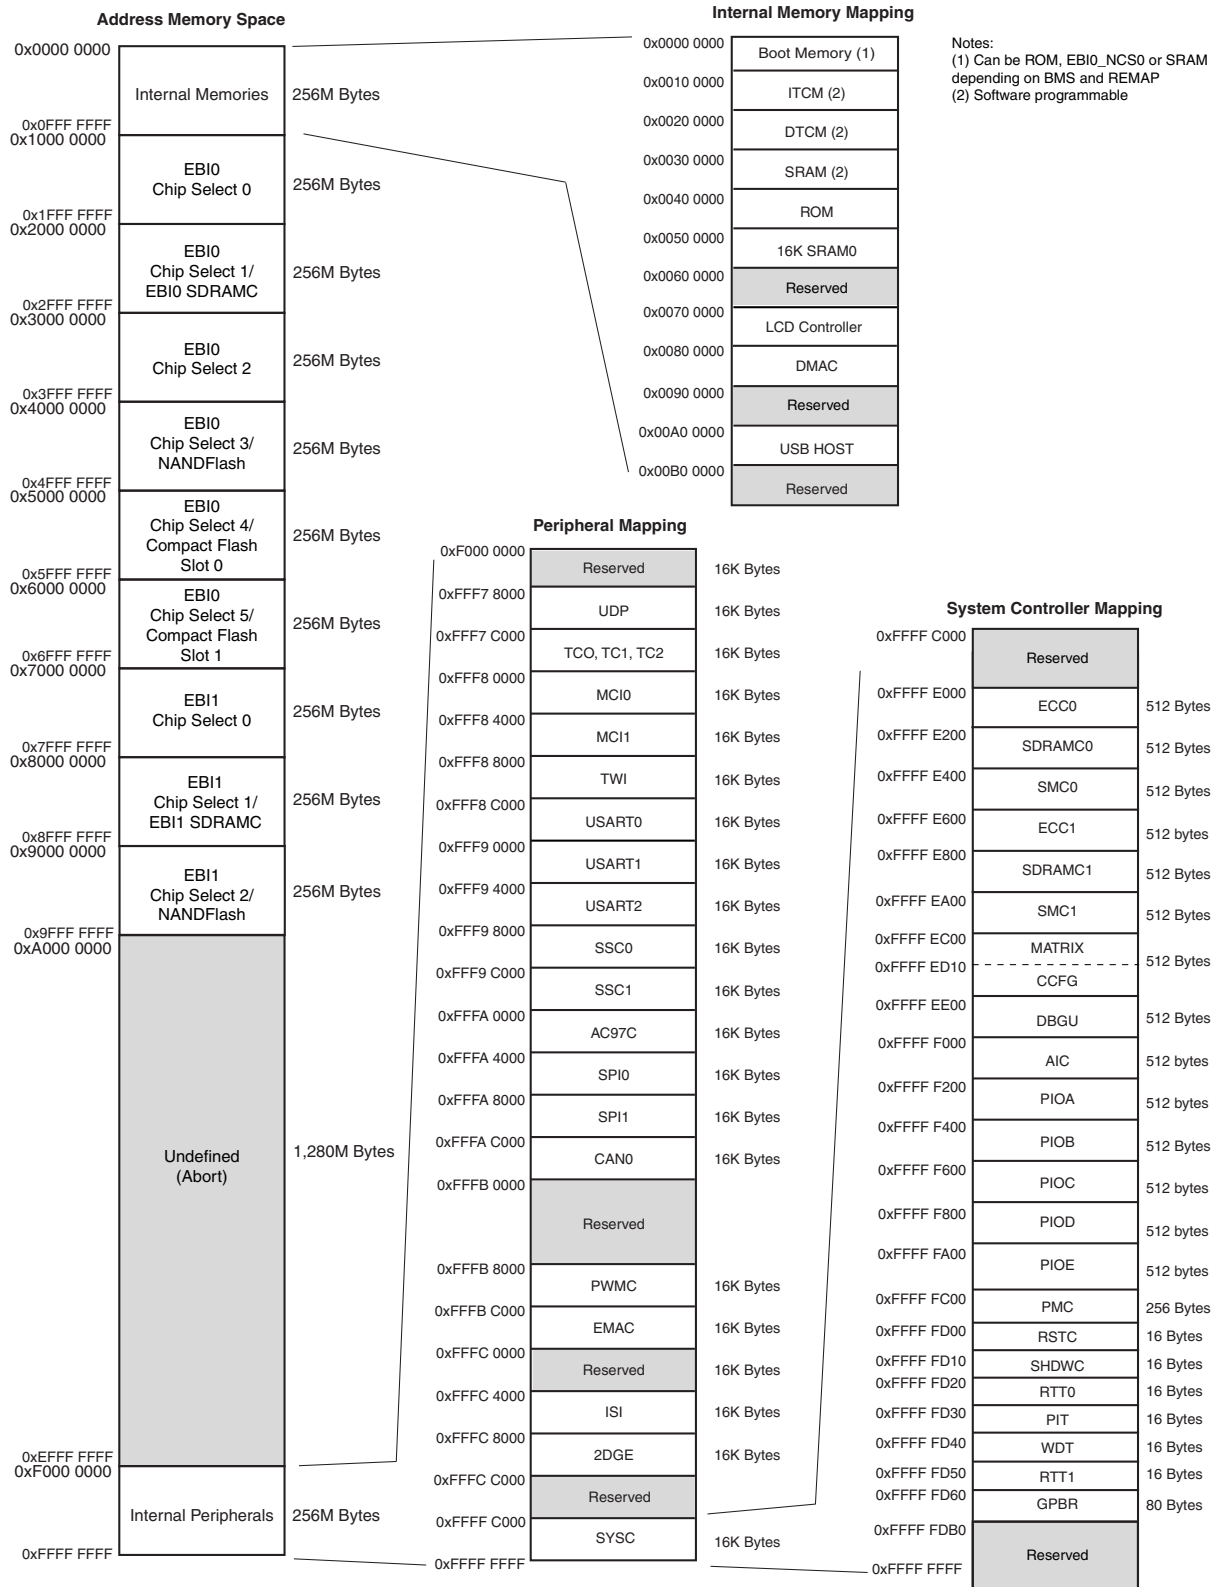 Address Memory Space
0x0000 0000
Internal Memories
256M Bytes
0x0FFF FFFF
0x1000 0000
EBI0
Chip Select 0
256M Bytes
0x1FFF FFFF
0x2000 0000
EBI0
Chip Select 1/
EBI0 SDRAMC
256M Bytes
0x2FFF FFFF
0x3000 0000
EBI0
Chip Select 2
256M Bytes
0x3FFF FFFF
0x4000 0000
EBI0
Chip Select 3/
NANDFlash
256M Bytes
0x4FFF FFFF
0x5000 0000
EBI0
Chip Select 4/
Compact Flash
Slot 0
256M Bytes
0x5FFF FFFF
0x6000 0000
EBI0
Chip Select 5/
Compact Flash
Slot 1
256M Bytes
0x6FFF FFFF
0x7000 0000
EBI1
Chip Select 0
256M Bytes
0x7FFF FFFF
0x8000 0000
EBI1
Chip Select 1/
EBI1 SDRAMC
256M Bytes
0x8FFF FFFF
0x9000 0000
EBI1
Chip Select 2/
NANDFlash
256M Bytes
0x9FFF FFFF
0xA000 0000
Undefined
(Abort)
1,280M Bytes
0xEFFF FFFF
0xF000 0000
Internal Peripherals
256M Bytes
0xFFFF FFFF
Internal Memory Mapping
0x0000 0000
Boot Memory (1)
0x0010 0000
ITCM (2)
0x0020 0000
DTCM (2)
0x0030 0000
SRAM (2)
0x0040 0000
ROM
0x0050 0000
16K SRAM0
0x0060 0000
Reserved
0x0070 0000
LCD Controller
0x0080 0000
DMAC
0x0090 0000
Reserved
0x00A0 0000
USB HOST
0x00B0 0000
Reserved
Notes:
(1) Can be ROM, EBI0_NCS0 or SRAM
depending on BMS and REMAP
(2) Software programmable
Peripheral Mapping
0xF000 0000
Reserved
16K Bytes
0xFFF7 8000
UDP
16K Bytes
0xFFF7 C000
TCO, TC1, TC2
16K Bytes
0xFFF8 0000
MCI0
16K Bytes
0xFFF8 4000
MCI1
16K Bytes
0xFFF8 8000
TWI
16K Bytes
0xFFF8 C000
USART0
16K Bytes
0xFFF9 0000
USART1
16K Bytes
0xFFF9 4000
USART2
16K Bytes
0xFFF9 8000
SSC0
16K Bytes
0xFFF9 C000
SSC1
16K Bytes
0xFFFA 0000
AC97C
16K Bytes
0xFFFA 4000
SPI0
16K Bytes
0xFFFA 8000
SPI1
16K Bytes
0xFFFA C000
CAN0
16K Bytes
0xFFFB 0000
Reserved
0xFFFB 8000
PWMC
16K Bytes
0xFFFB C000
EMAC
16K Bytes
0xFFFC 0000
Reserved
16K Bytes
0xFFFC 4000
ISI
16K Bytes
0xFFFC 8000
2DGE
16K Bytes
0xFFFC C000
Reserved
0xFFFF C000
SYSC
16K Bytes
0xFFFF FFFF
System Controller Mapping
0xFFFF C000
Reserved
0xFFFF E000
ECC0
512 Bytes
0xFFFF E200
SDRAMC0
512 Bytes
0xFFFF E400
SMC0
512 Bytes
0xFFFF E600
ECC1
512 bytes
0xFFFF E800
SDRAMC1
512 Bytes
0xFFFF EA00
SMC1
512 Bytes
0xFFFF EC00
MATRIX
512 Bytes
0xFFFF ED10
CCFG
0xFFFF EE00
DBGU
512 Bytes
0xFFFF F000
AIC
512 bytes
0xFFFF F200
PIOA
512 bytes
0xFFFF F400
PIOB
512 Bytes
0xFFFF F600
PIOC
512 bytes
0xFFFF F800
PIOD
512 bytes
0xFFFF FA00
PIOE
512 bytes
0xFFFF FC00
PMC
256 Bytes
0xFFFF FD00
RSTC
16 Bytes
0xFFFF FD10
SHDWC
16 Bytes
0xFFFF FD20
RTT0
16 Bytes
0xFFFF FD30
PIT
16 Bytes
0xFFFF FD40
WDT
16 Bytes
0xFFFF FD50
RTT1
16 Bytes
0xFFFF FD60
GPBR
80 Bytes
0xFFFF FDB0
Reserved
0xFFFF FFFF